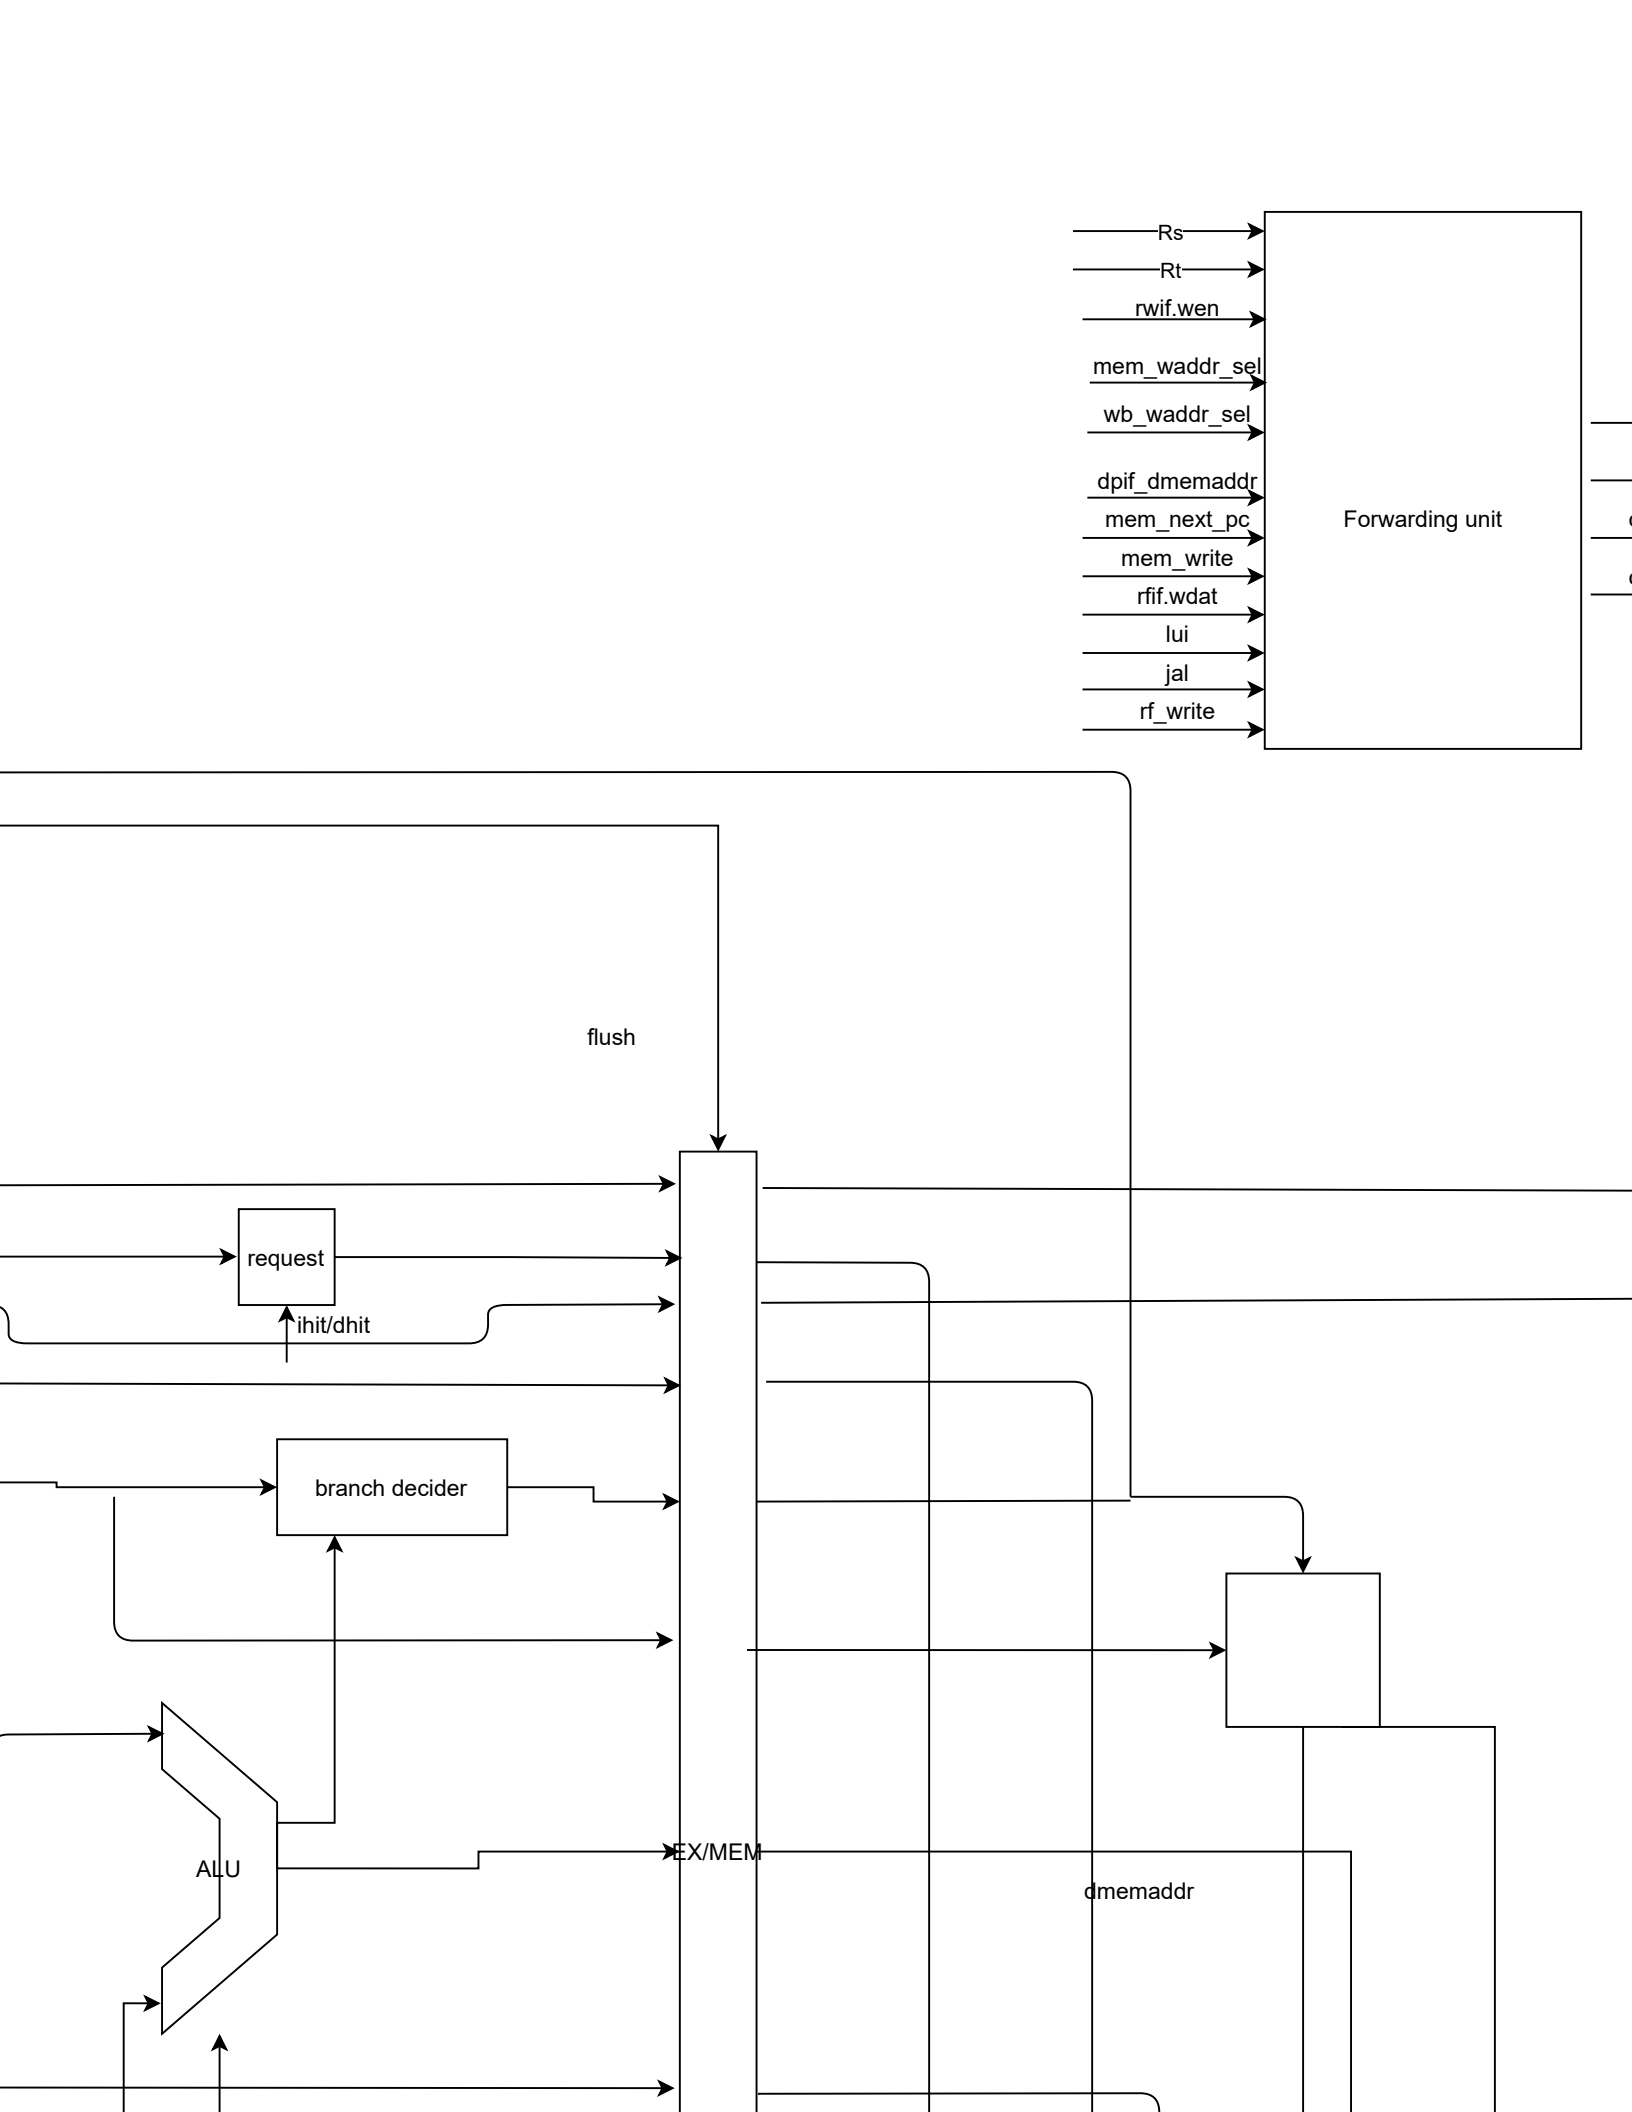 Rs
Rt
rwif.wen
mem_waddr_sel
wb_waddr_sel
dpif_dmemaddr
mem_next_pc
Forwarding unit
mem_write
rfif.wdat
lui
jal
rf_write
flush
request
ihit/dhit
branch decider
EX/MEM
ALU
dmemaddr